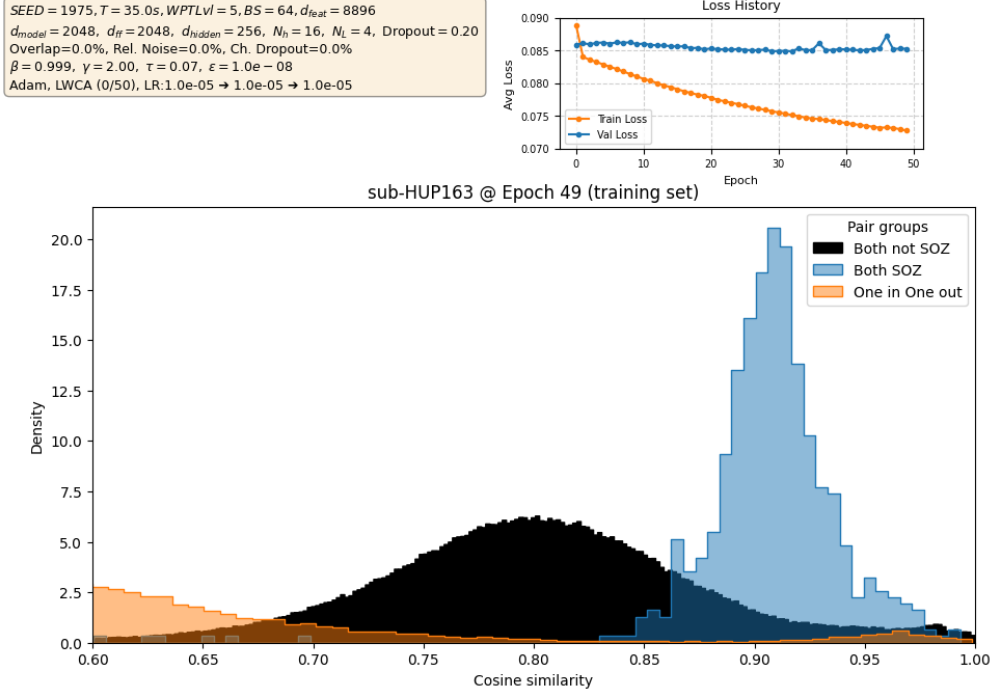 SEED = 1975, T = 35.0s, WPTLvl = 5, BS = 64, d_feat = 8896
d_model = 2048, d_ff = 2048, d_hidden = 256, N_h = 16, N_L = 4, Dropout = 0.20
Overlap=0.0%, Rel. Noise=0.0%, Ch. Dropout=0.0%
β = 0.999, γ = 2.00, τ = 0.07, ε = 1.0e − 08
Adam, LWCA (0/50), LR:1.0e-05 ➔ 1.0e-05 ➔ 1.0e-05
Loss History
0.090
0.085
0.080
0.075
0.070
Avg Loss
Train Loss
Val Loss
0 10 20 30 40 50
Epoch
sub-HUP163 @ Epoch 49 (training set)
Pair groups
Both not SOZ
Both SOZ
One in One out
20.0
17.5
15.0
12.5
10.0
7.5
5.0
2.5
0.0
Density
0.60 0.65 0.70 0.75 0.80 0.85 0.90 0.95 1.00
Cosine similarity